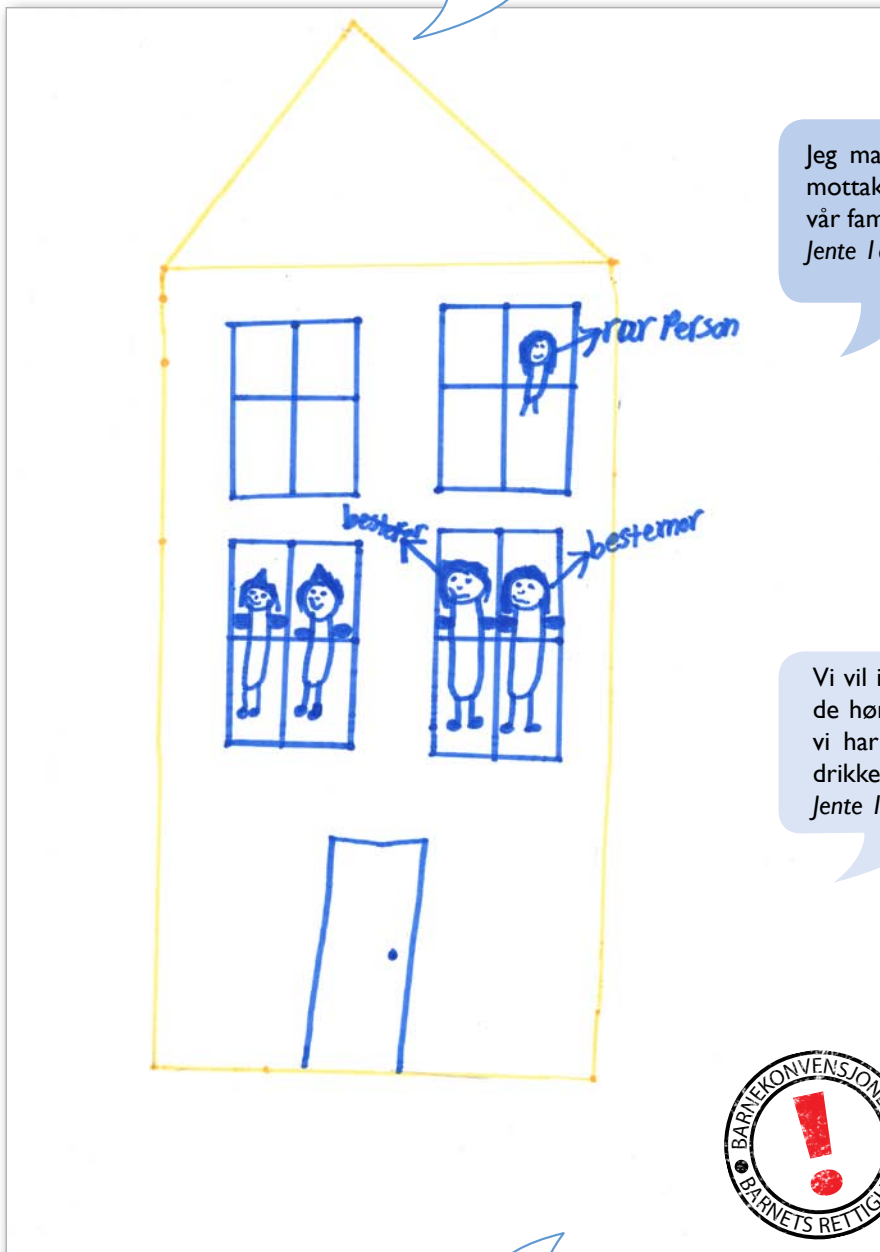 Jeg ma
mottak
vår fam
Jente 1
rar Person
bestefar
bestemor
Vi vil i
de hør
vi har
drikke
Jente 1
BARNEKONVENSJONE
BARNETS RETTIG